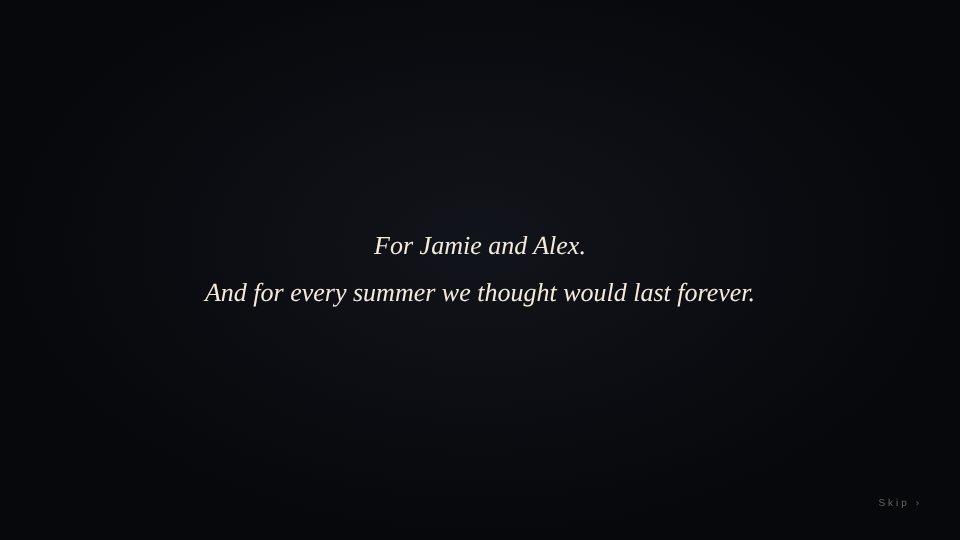 For Jamie and Alex.
And for every summer we thought would last forever.
Skip ›